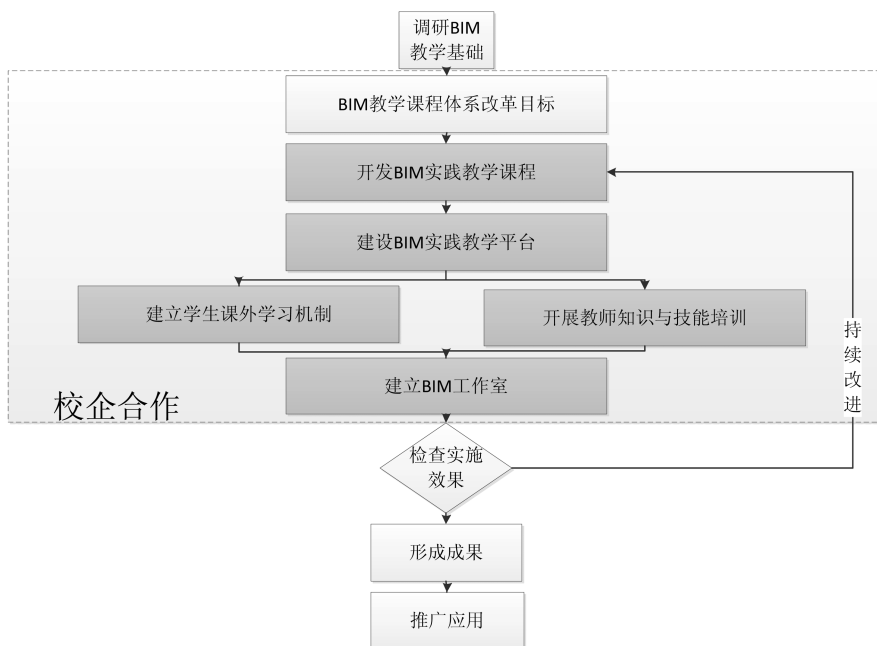 调研BIM
教学基础
BIM教学课程体系改革目标
开发BIM实践教学课程
建设BIM实践教学平台
建立学生课外学习机制
开展教师知识与技能培训
建立BIM工作室
校企合作
持
续
改
进
检查实施
效果
形成成果
推广应用